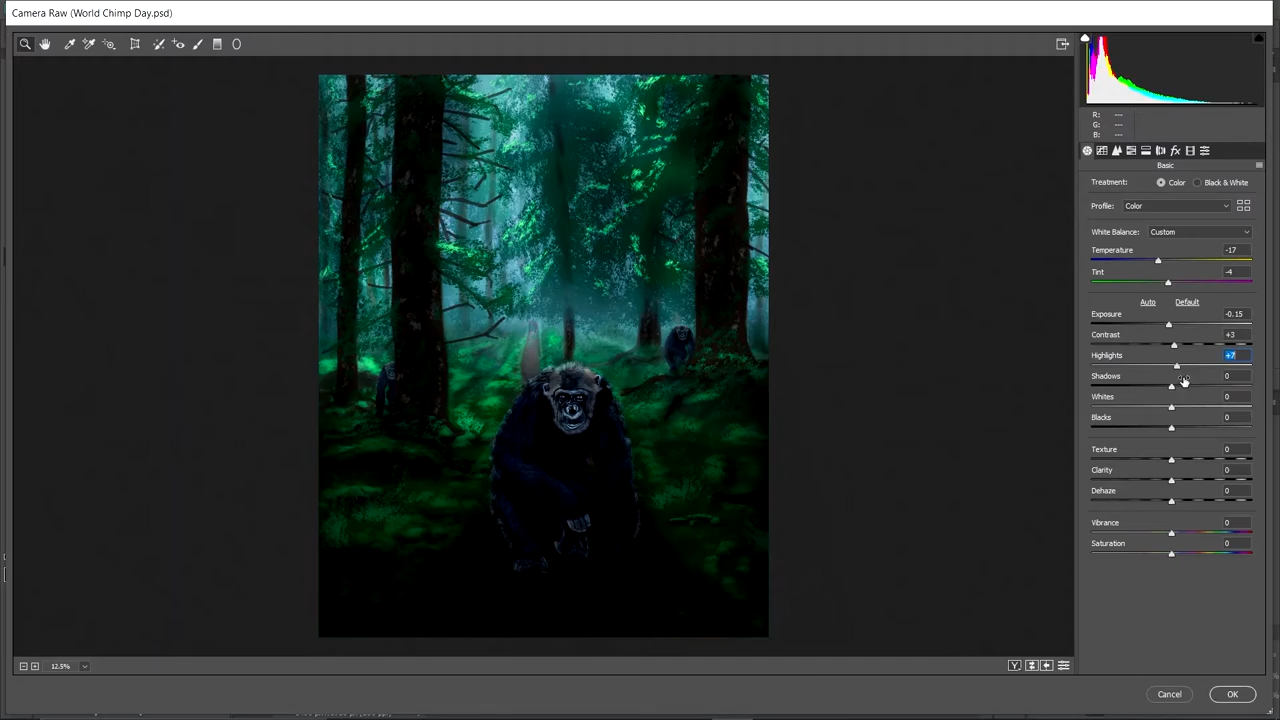 Camera Raw (World Chimp Day.psd)
R: ---
G: ---
B: ---
Basic
Treatment: Color Black & White
Profile: Color
White Balance: Custom
Temperature -17
Tint -4
Auto Default
Exposure -0.15
Contrast +3
Highlights +7
Shadows 0
Whites 0
Blacks 0
Texture 0
Clarity 0
Dehaze 0
Vibrance 0
Saturation 0
12.5%
Y
Cancel OK